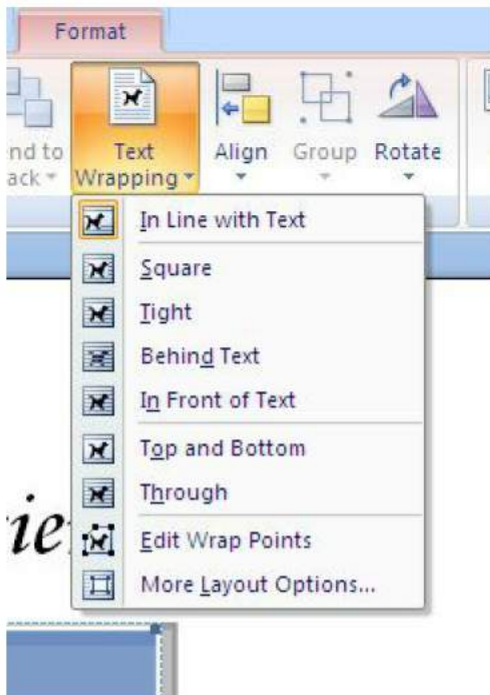 Format
nd to
ack
Text
Wrapping
Align
Group
Rotate
In Line with Text
Square
Tight
Behind Text
In Front of Text
Top and Bottom
Through
Edit Wrap Points
More Layout Options...